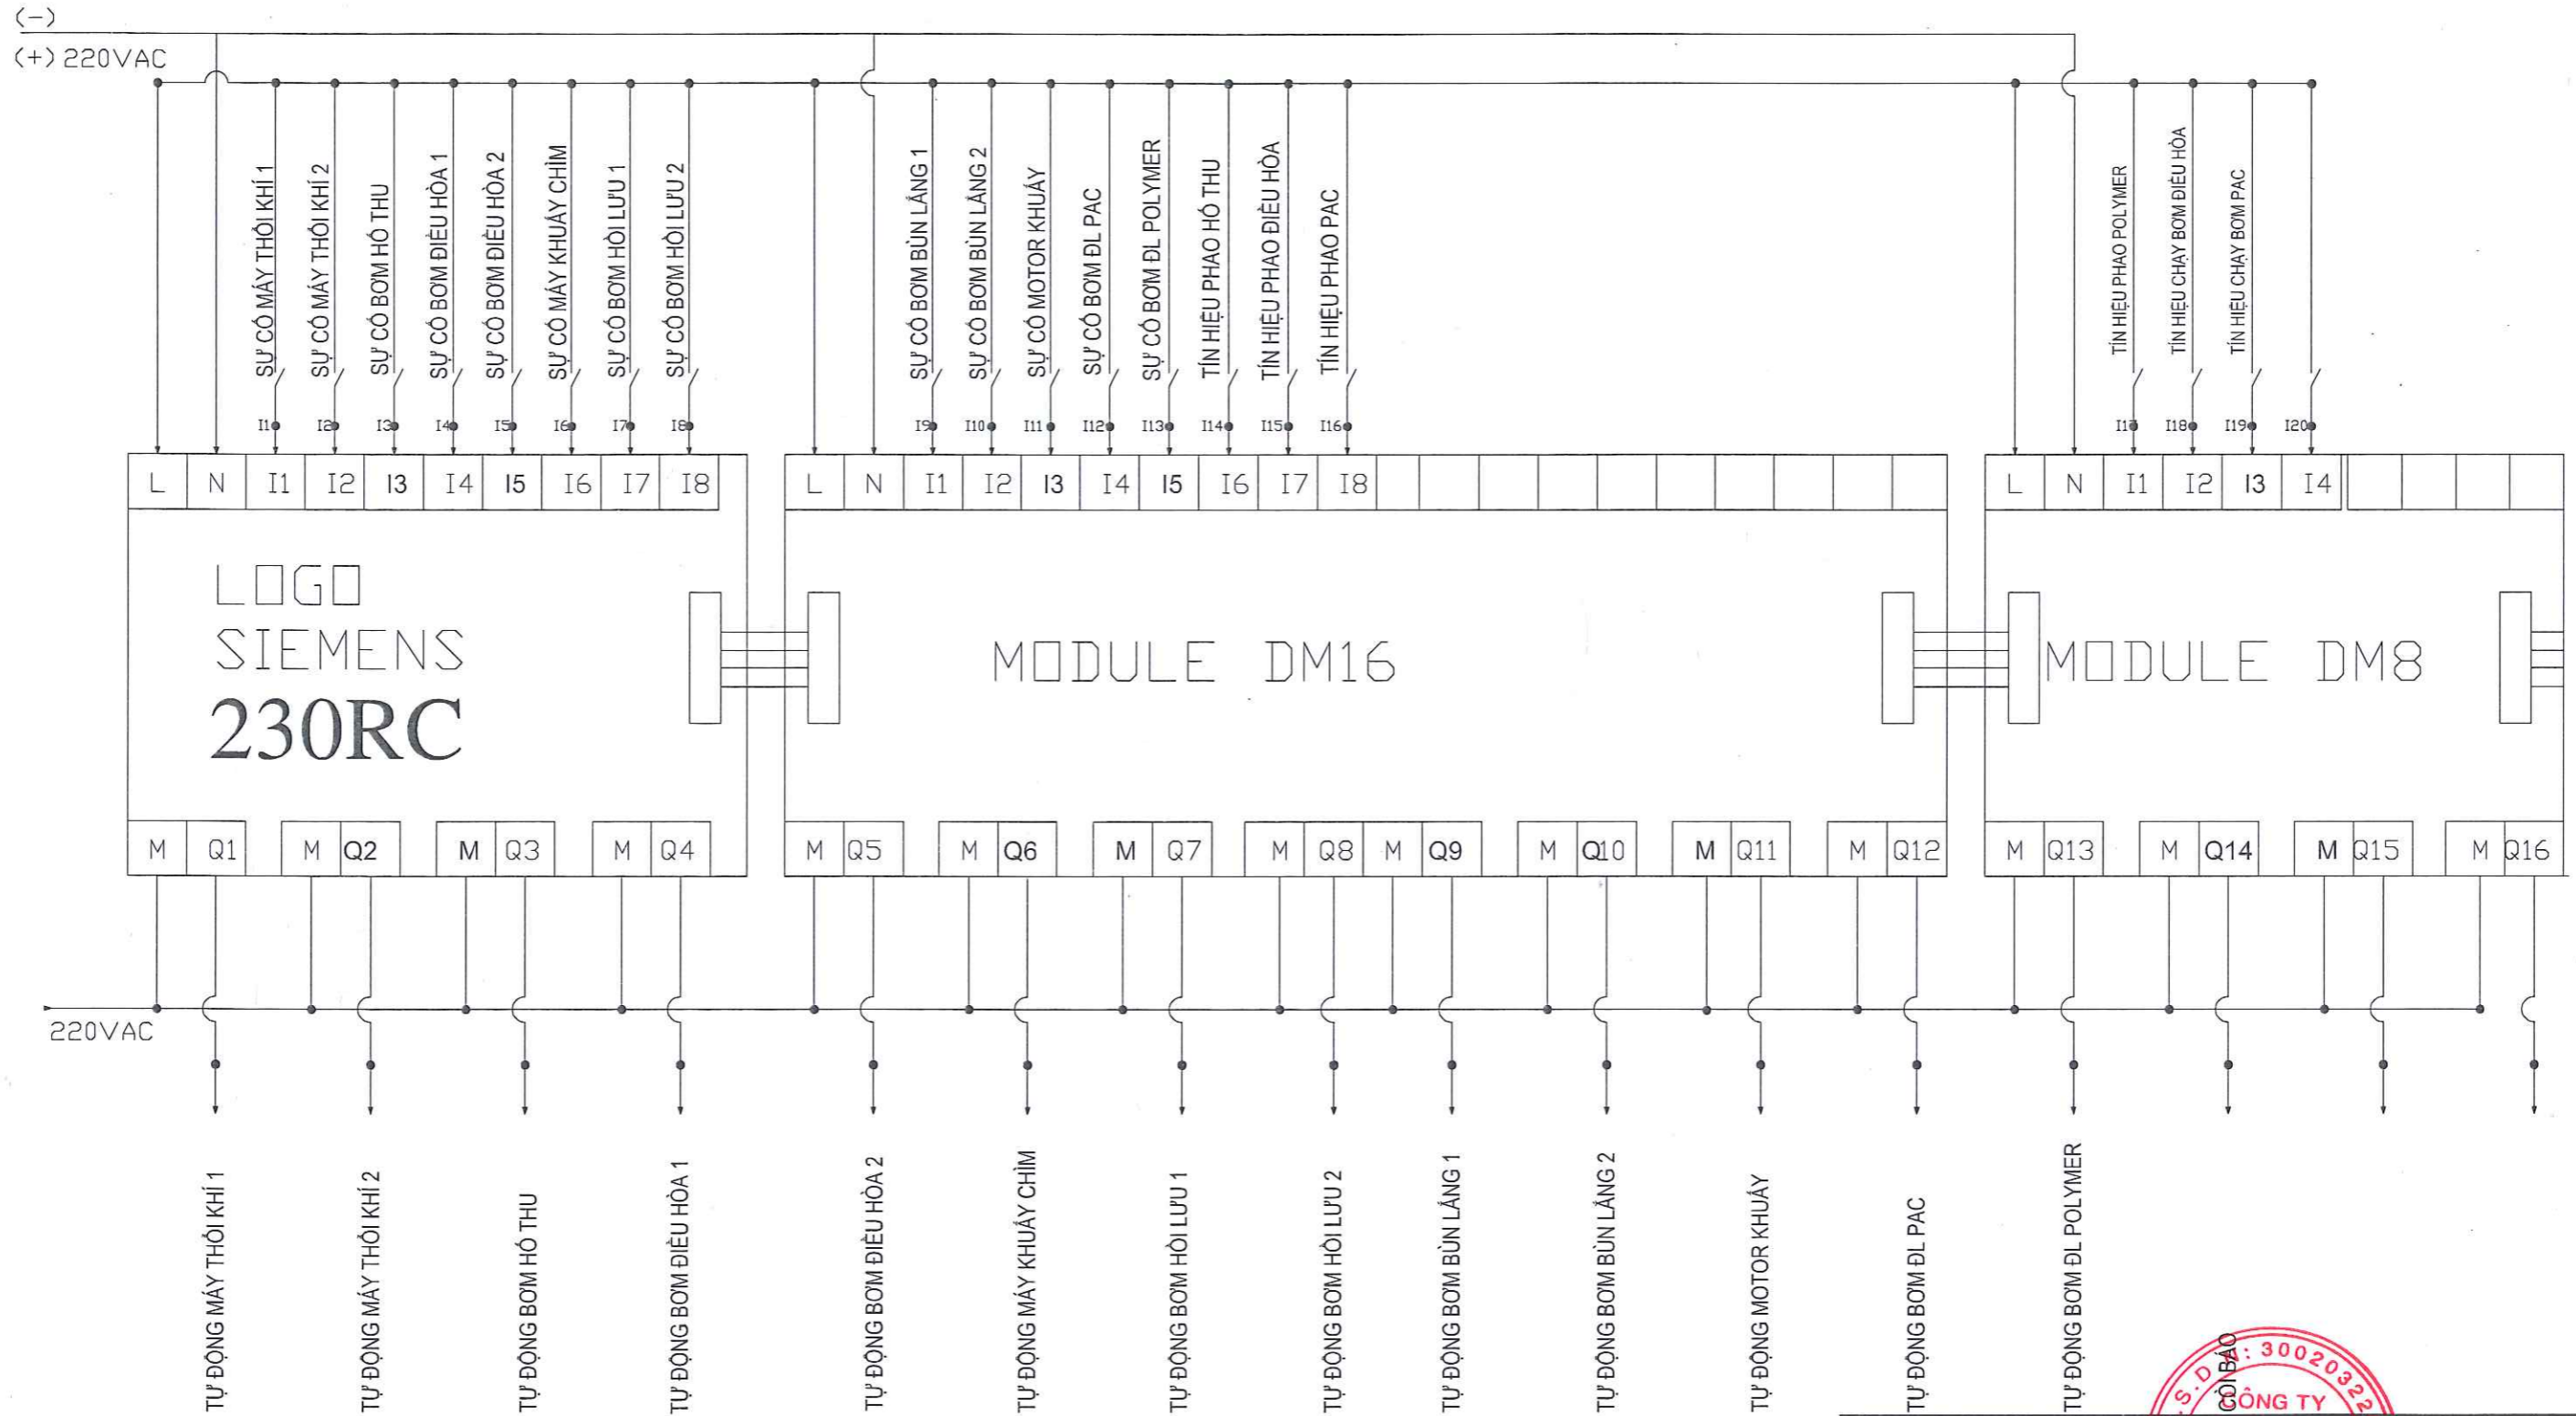 (-)
(+) 220VAC
SỰ CỐ MÁY THỔI KHÍ 1
SỰ CỐ MÁY THỔI KHÍ 2
SỰ CỐ BƠM HỐ THU
SỰ CỐ BƠM ĐIỀU HÒA 1
SỰ CỐ BƠM ĐIỀU HÒA 2
SỰ CỐ MÁY KHUẤY CHÌM
SỰ CỐ BƠM HỒI LƯU 1
SỰ CỐ BƠM HỒI LƯU 2
SỰ CỐ BƠM BÙN LẮNG 1
SỰ CỐ BƠM BÙN LẮNG 2
SỰ CỐ MOTOR KHUẤY
SỰ CỐ BƠM ĐL PAC
SỰ CỐ BƠM ĐL POLYMER
TÍN HIỆU PHAO HỐ THU
TÍN HIỆU PHAO ĐIỀU HÒA
TÍN HIỆU PHAO PAC
TÍN HIỆU PHAO POLYMER
TÍN HIỆU CHẠY BƠM ĐIỀU HÒA
TÍN HIỆU CHẠY BƠM PAC
I1 I2 I3 I4 I5 I6 I7 I8 I9 I10 I11 I12 I13 I14 I15 I16 I17 I18 I19 I20
L N I1 I2 I3 I4 I5 I6 I7 I8
L N I1 I2 I3 I4 I5 I6 I7 I8
L N I1 I2 I3 I4
LOGO
SIEMENS
230RC
MODULE DM16
MODULE DM8
M Q1 M Q2 M Q3 M Q4
M Q5 M Q6 M Q7 M Q8 M Q9 M Q10 M Q11 M Q12
M Q13 M Q14 M Q15 M Q16
220VAC
TỰ ĐỘNG MÁY THỔI KHÍ 1
TỰ ĐỘNG MÁY THỔI KHÍ 2
TỰ ĐỘNG BƠM HỐ THU
TỰ ĐỘNG BƠM ĐIỀU HÒA 1
TỰ ĐỘNG BƠM ĐIỀU HÒA 2
TỰ ĐỘNG MÁY KHUẤY CHÌM
TỰ ĐỘNG BƠM HỒI LƯU 1
TỰ ĐỘNG BƠM HỒI LƯU 2
TỰ ĐỘNG BƠM BÙN LẮNG 1
TỰ ĐỘNG BƠM BÙN LẮNG 2
TỰ ĐỘNG MOTOR KHUẤY
TỰ ĐỘNG BƠM ĐL PAC
TỰ ĐỘNG BƠM ĐL POLYMER
CÒI BÁO
.S.D.N: 30020322
CÔNG TY